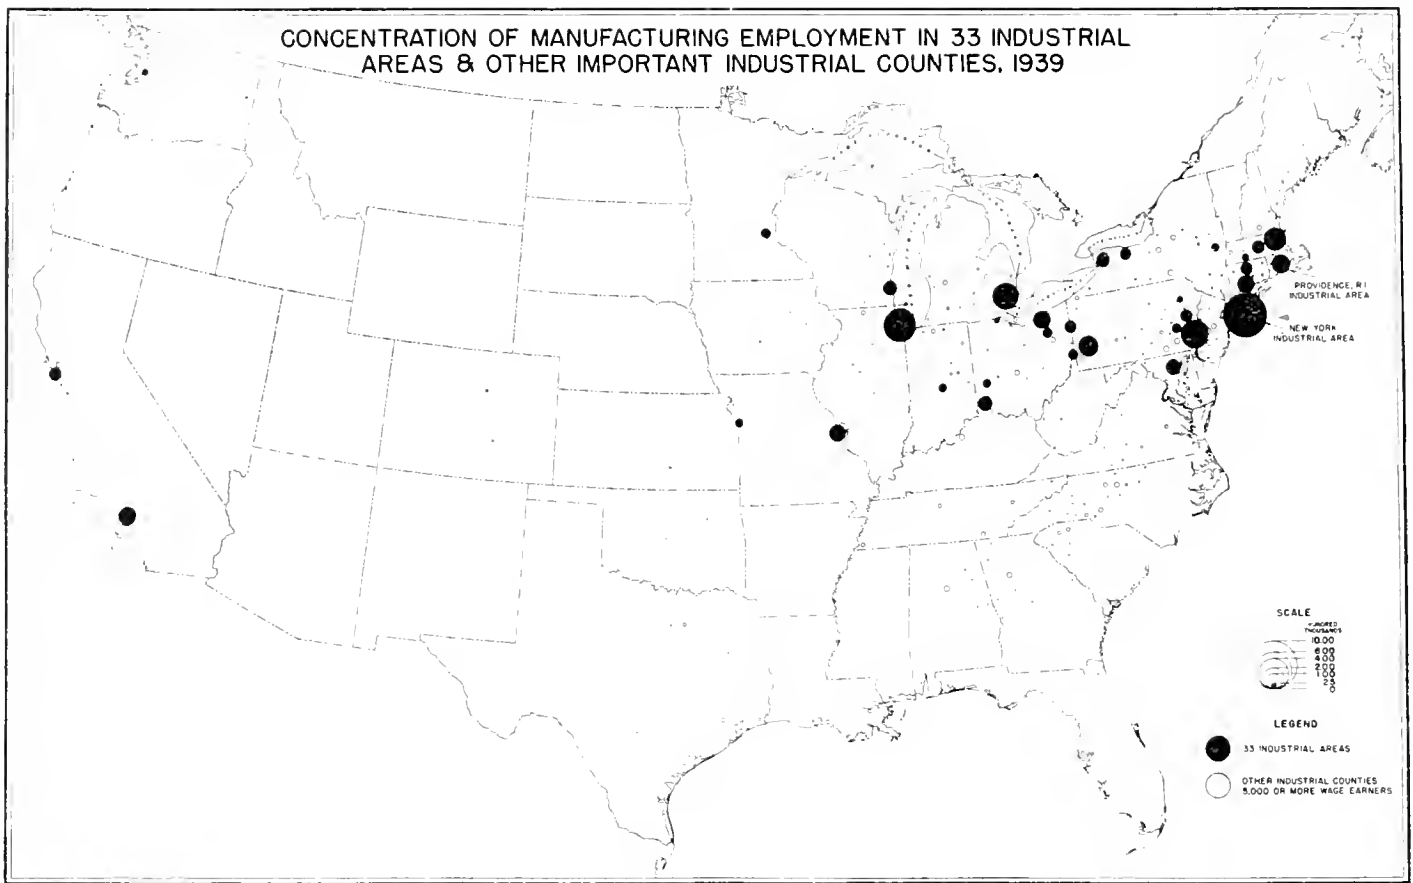 CONCENTRATION OF MANUFACTURING EMPLOYMENT IN 33 INDUSTRIAL
AREAS & OTHER IMPORTANT INDUSTRIAL COUNTIES, 1939
PROVIDENCE, R I
INDUSTRIAL AREA
NEW YORK
INDUSTRIAL AREA
SCALE
HUNDRED
THOUSANDS
10.00
6.00
4.00
2.00
1.00
.25
0
LEGEND
33 INDUSTRIAL AREAS
OTHER INDUSTRIAL COUNTIES
5,000 OR MORE WAGE EARNERS